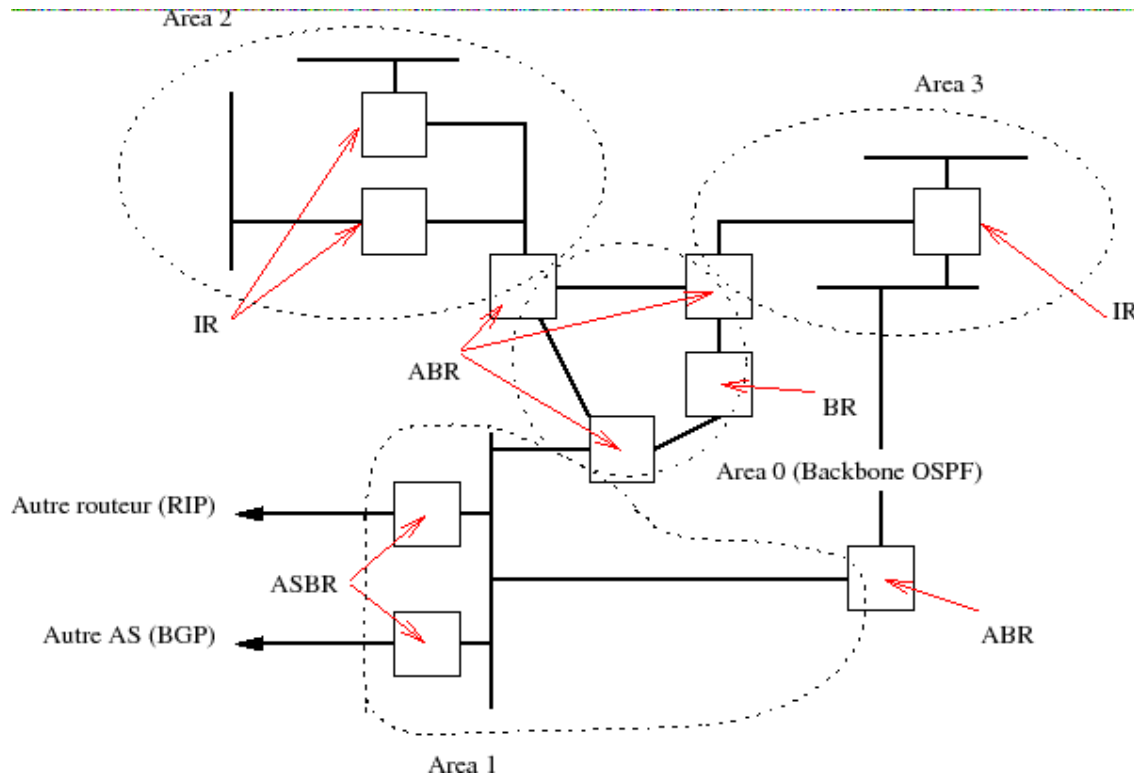 Area 2
Area 3
IR
IR
ABR
BR
Area 0 (Backbone OSPF)
Autre routeur (RIP)
ASBR
Autre AS (BGP)
ABR
Area 1